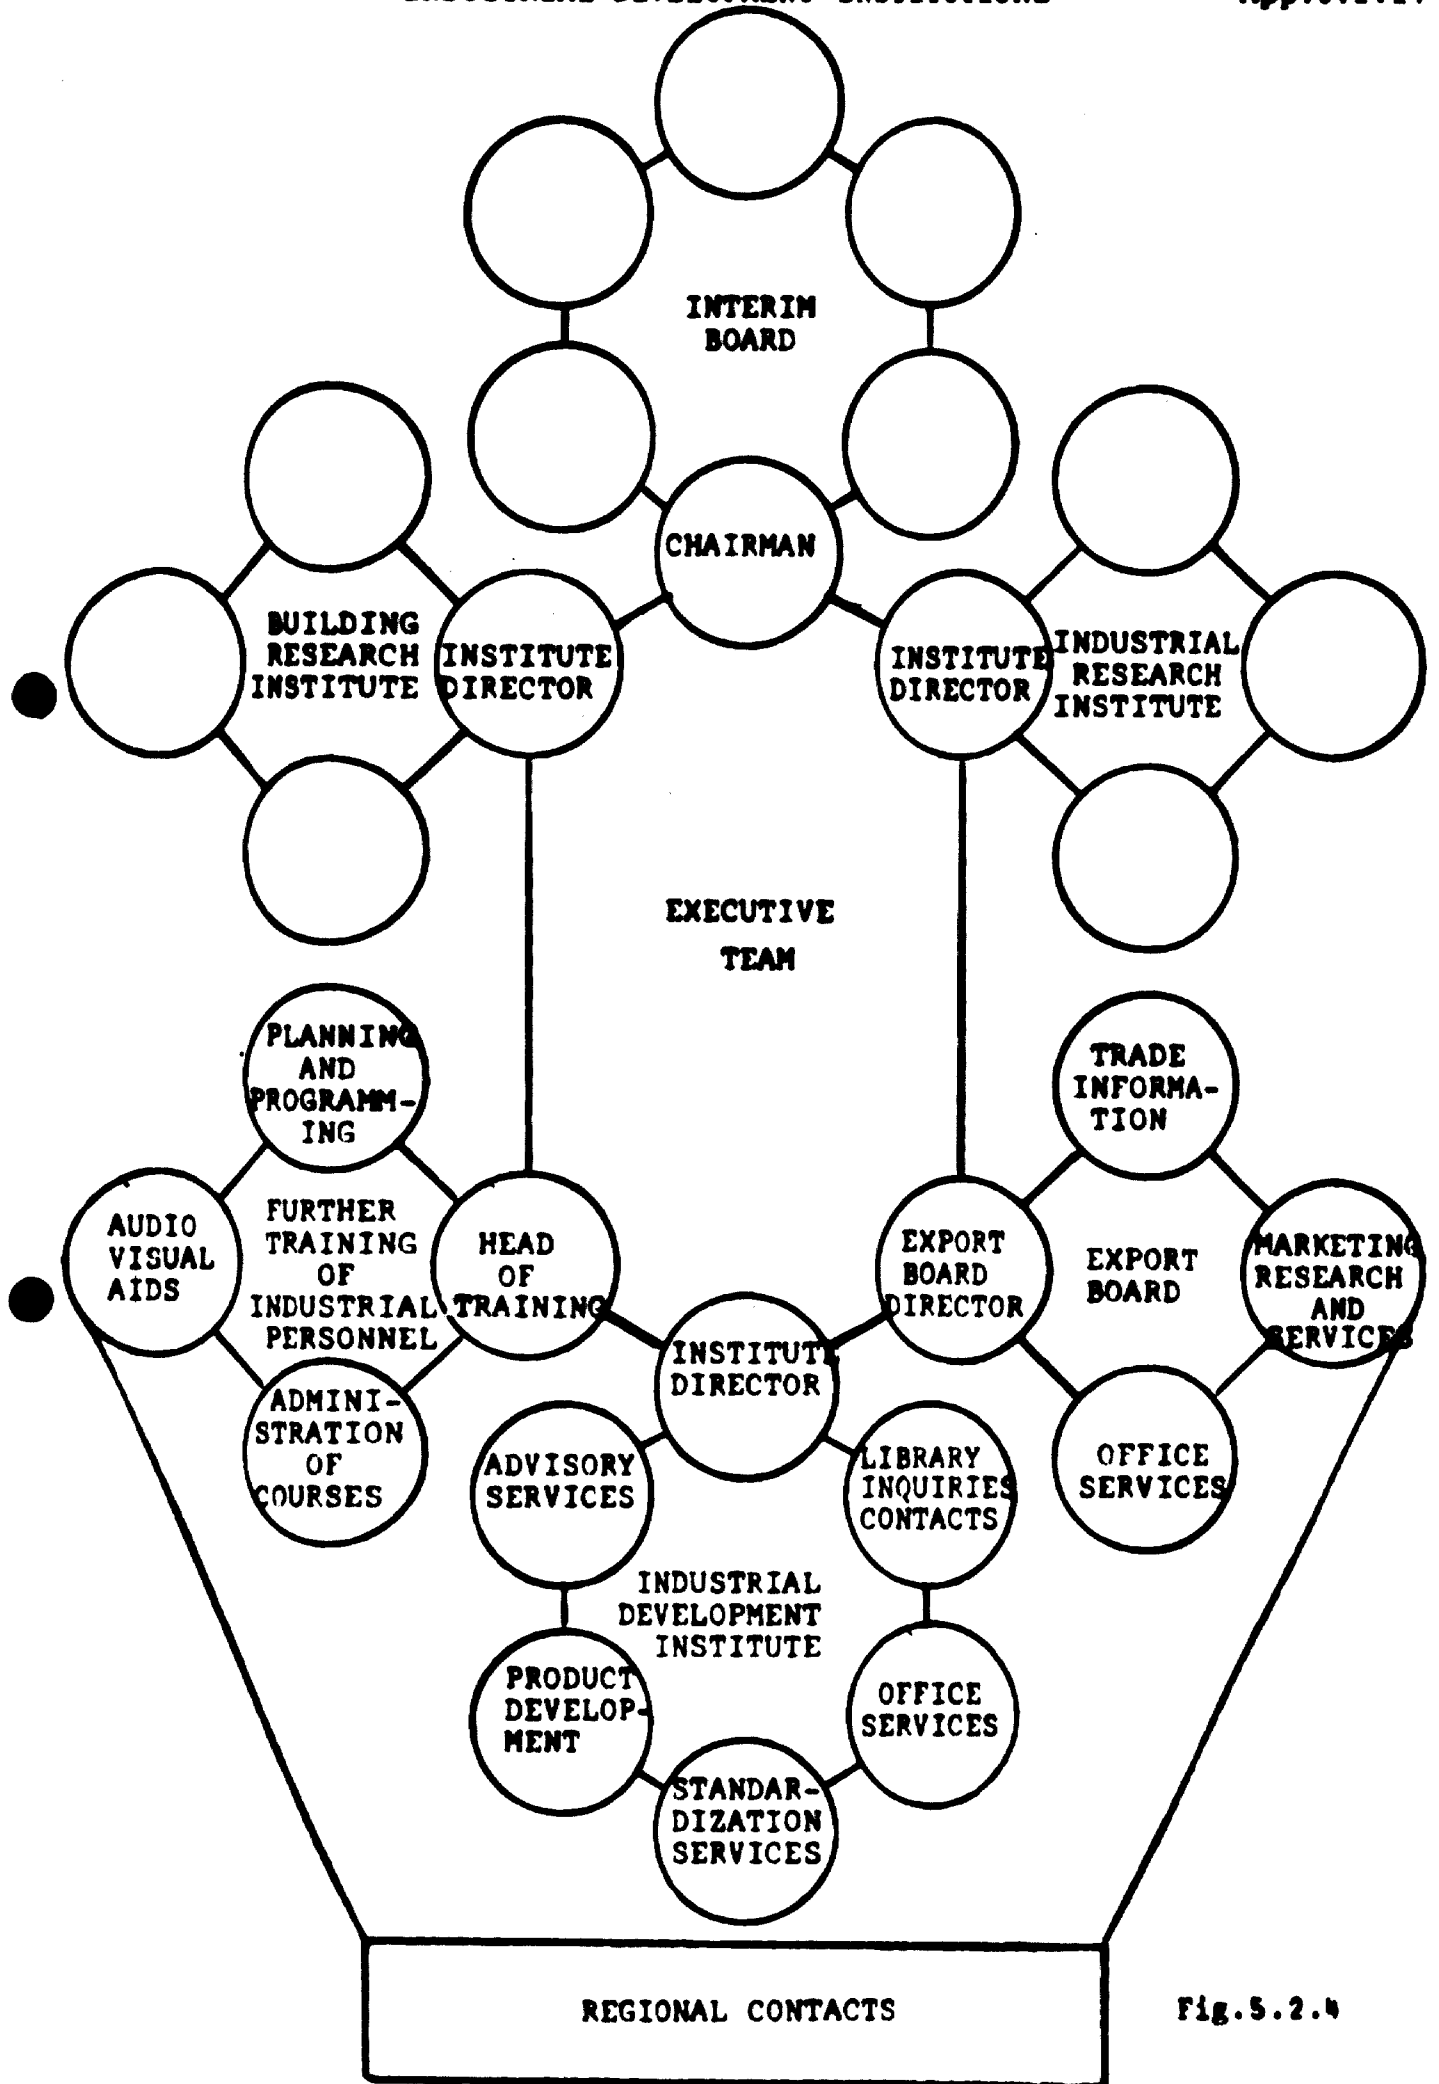 INTERIM
BOARD
CHAIRMAN
BUILDING
RESEARCH
INSTITUTE
INSTITUTE
DIRECTOR
INSTITUTE
DIRECTOR
INDUSTRIAL
RESEARCH
INSTITUTE
EXECUTIVE
TEAM
PLANNING
AND
PROGRAMM-
ING
TRADE
INFORMA-
TION
AUDIO
VISUAL
AIDS
FURTHER
TRAINING
OF
INDUSTRIAL
PERSONNEL
HEAD
OF
TRAINING
EXPORT
BOARD
DIRECTOR
EXPORT
BOARD
MARKETING
RESEARCH
AND
SERVICES
INSTITUTE
DIRECTOR
ADMINI-
STRATION
OF
COURSES
ADVISORY
SERVICES
LIBRARY
INQUIRIES
CONTACTS
OFFICE
SERVICES
INDUSTRIAL
DEVELOPMENT
INSTITUTE
PRODUCT
DEVELOP-
MENT
OFFICE
SERVICES
STANDAR-
DIZATION
SERVICES
REGIONAL CONTACTS
Fig.5.2.4